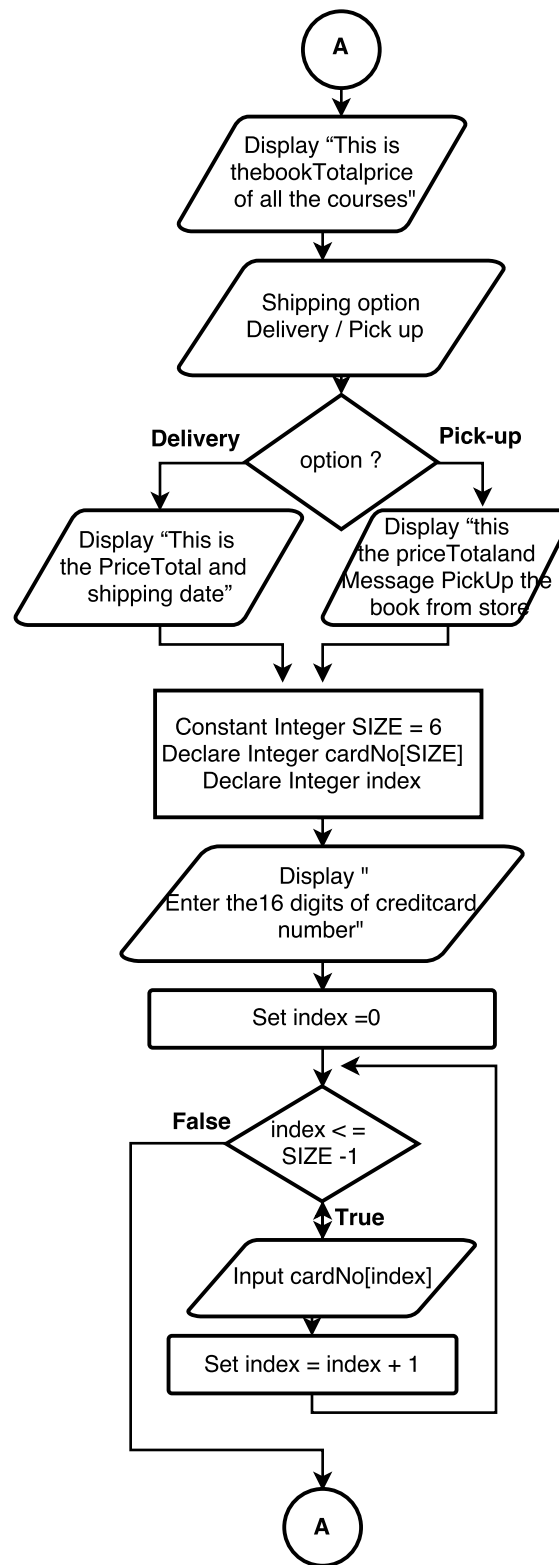 A
Display “This is
thebookTotalprice
of all the courses"
Shipping option
Delivery / Pick up
Delivery
Pick-up
option ?
Display “This is
the PriceTotal and
shipping date”
Display “this
the priceTotaland
Message PickUp the
book from store
Constant Integer SIZE = 6
Declare Integer cardNo[SIZE]
Declare Integer index
Display "
Enter the16 digits of creditcard
number"
Set index =0
False
index < =
SIZE -1
True
Input cardNo[index]
Set index = index + 1
A